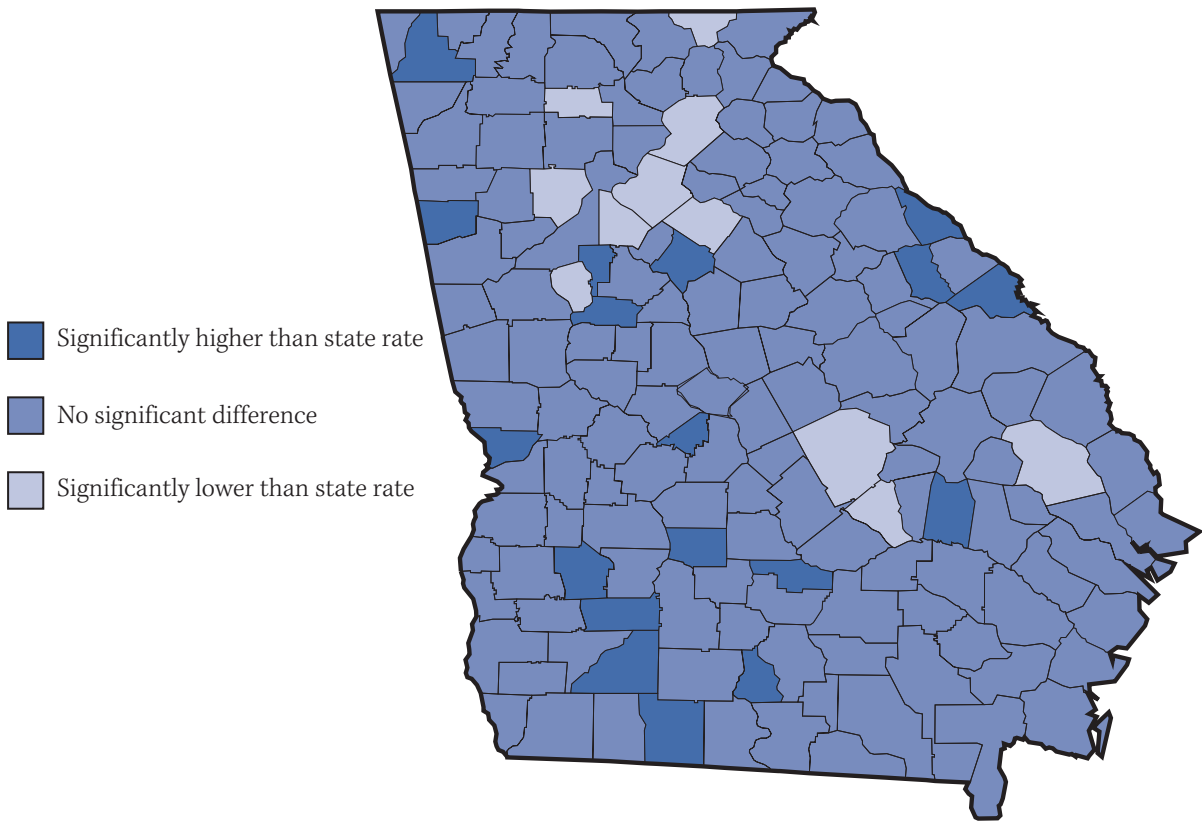 Significantly higher than state rate
No significant difference
Significantly lower than state rate